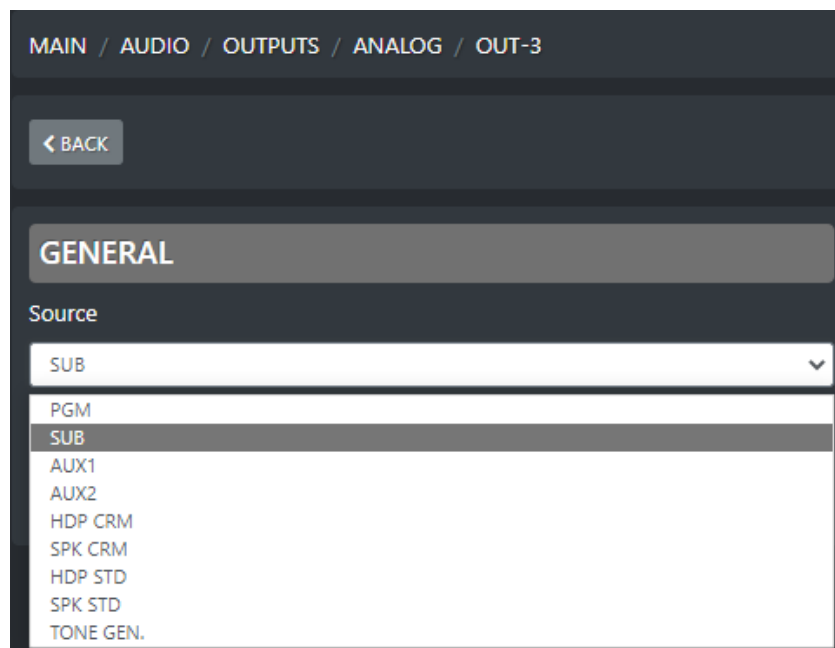 MAIN / AUDIO / OUTPUTS / ANALOG / OUT-3
BACK
GENERAL
Source
SUB
PGM
SUB
AUX1
AUX2
HDP CRM
SPK CRM
HDP STD
SPK STD
TONE GEN.